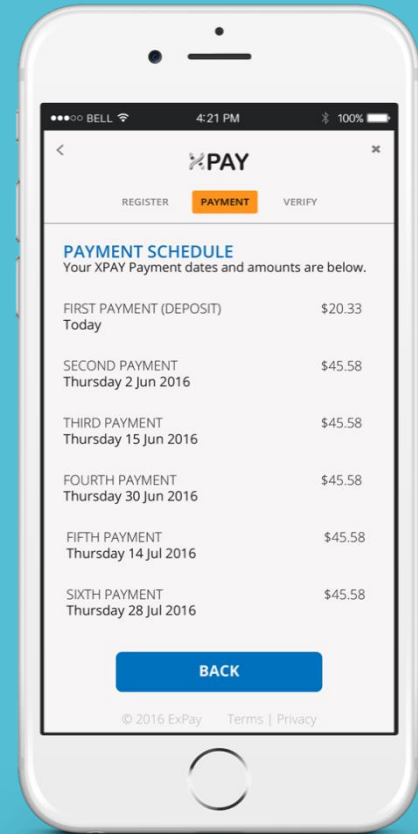 BELL 4:21 PM 100%
< XPAY ×
REGISTER PAYMENT VERIFY
PAYMENT SCHEDULE
Your XPAY Payment dates and amounts are below.
FIRST PAYMENT (DEPOSIT) $20.33
Today
SECOND PAYMENT $45.58
Thursday 2 Jun 2016
THIRD PAYMENT $45.58
Thursday 15 Jun 2016
FOURTH PAYMENT $45.58
Thursday 30 Jun 2016
FIFTH PAYMENT $45.58
Thursday 14 Jul 2016
SIXTH PAYMENT $45.58
Thursday 28 Jul 2016
BACK
© 2016 ExPay Terms | Privacy